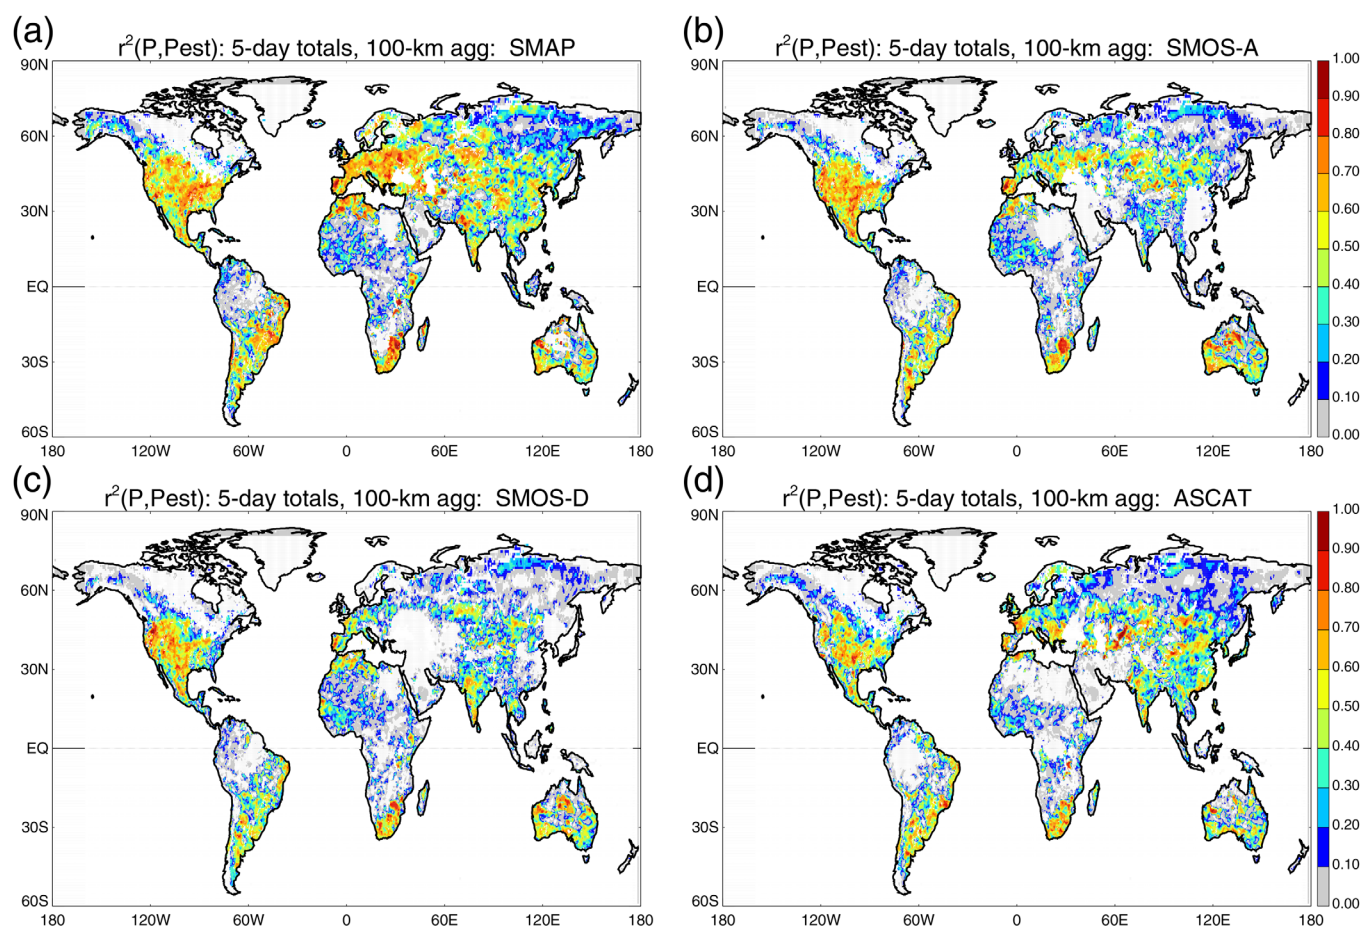 (a)
r²(P,Pest): 5-day totals, 100-km agg: SMAP
90N
60N
30N
EQ
30S
60S
180
120W
60W
0
60E
120E
180
(b)
r²(P,Pest): 5-day totals, 100-km agg: SMOS-A
90N
60N
30N
EQ
30S
60S
180
120W
60W
0
60E
120E
180
1.00
0.90
0.80
0.70
0.60
0.50
0.40
0.30
0.20
0.10
0.00
(c)
r²(P,Pest): 5-day totals, 100-km agg: SMOS-D
90N
60N
30N
EQ
30S
60S
180
120W
60W
0
60E
120E
180
(d)
r²(P,Pest): 5-day totals, 100-km agg: ASCAT
90N
60N
30N
EQ
30S
60S
180
120W
60W
0
60E
120E
180
1.00
0.90
0.80
0.70
0.60
0.50
0.40
0.30
0.20
0.10
0.00